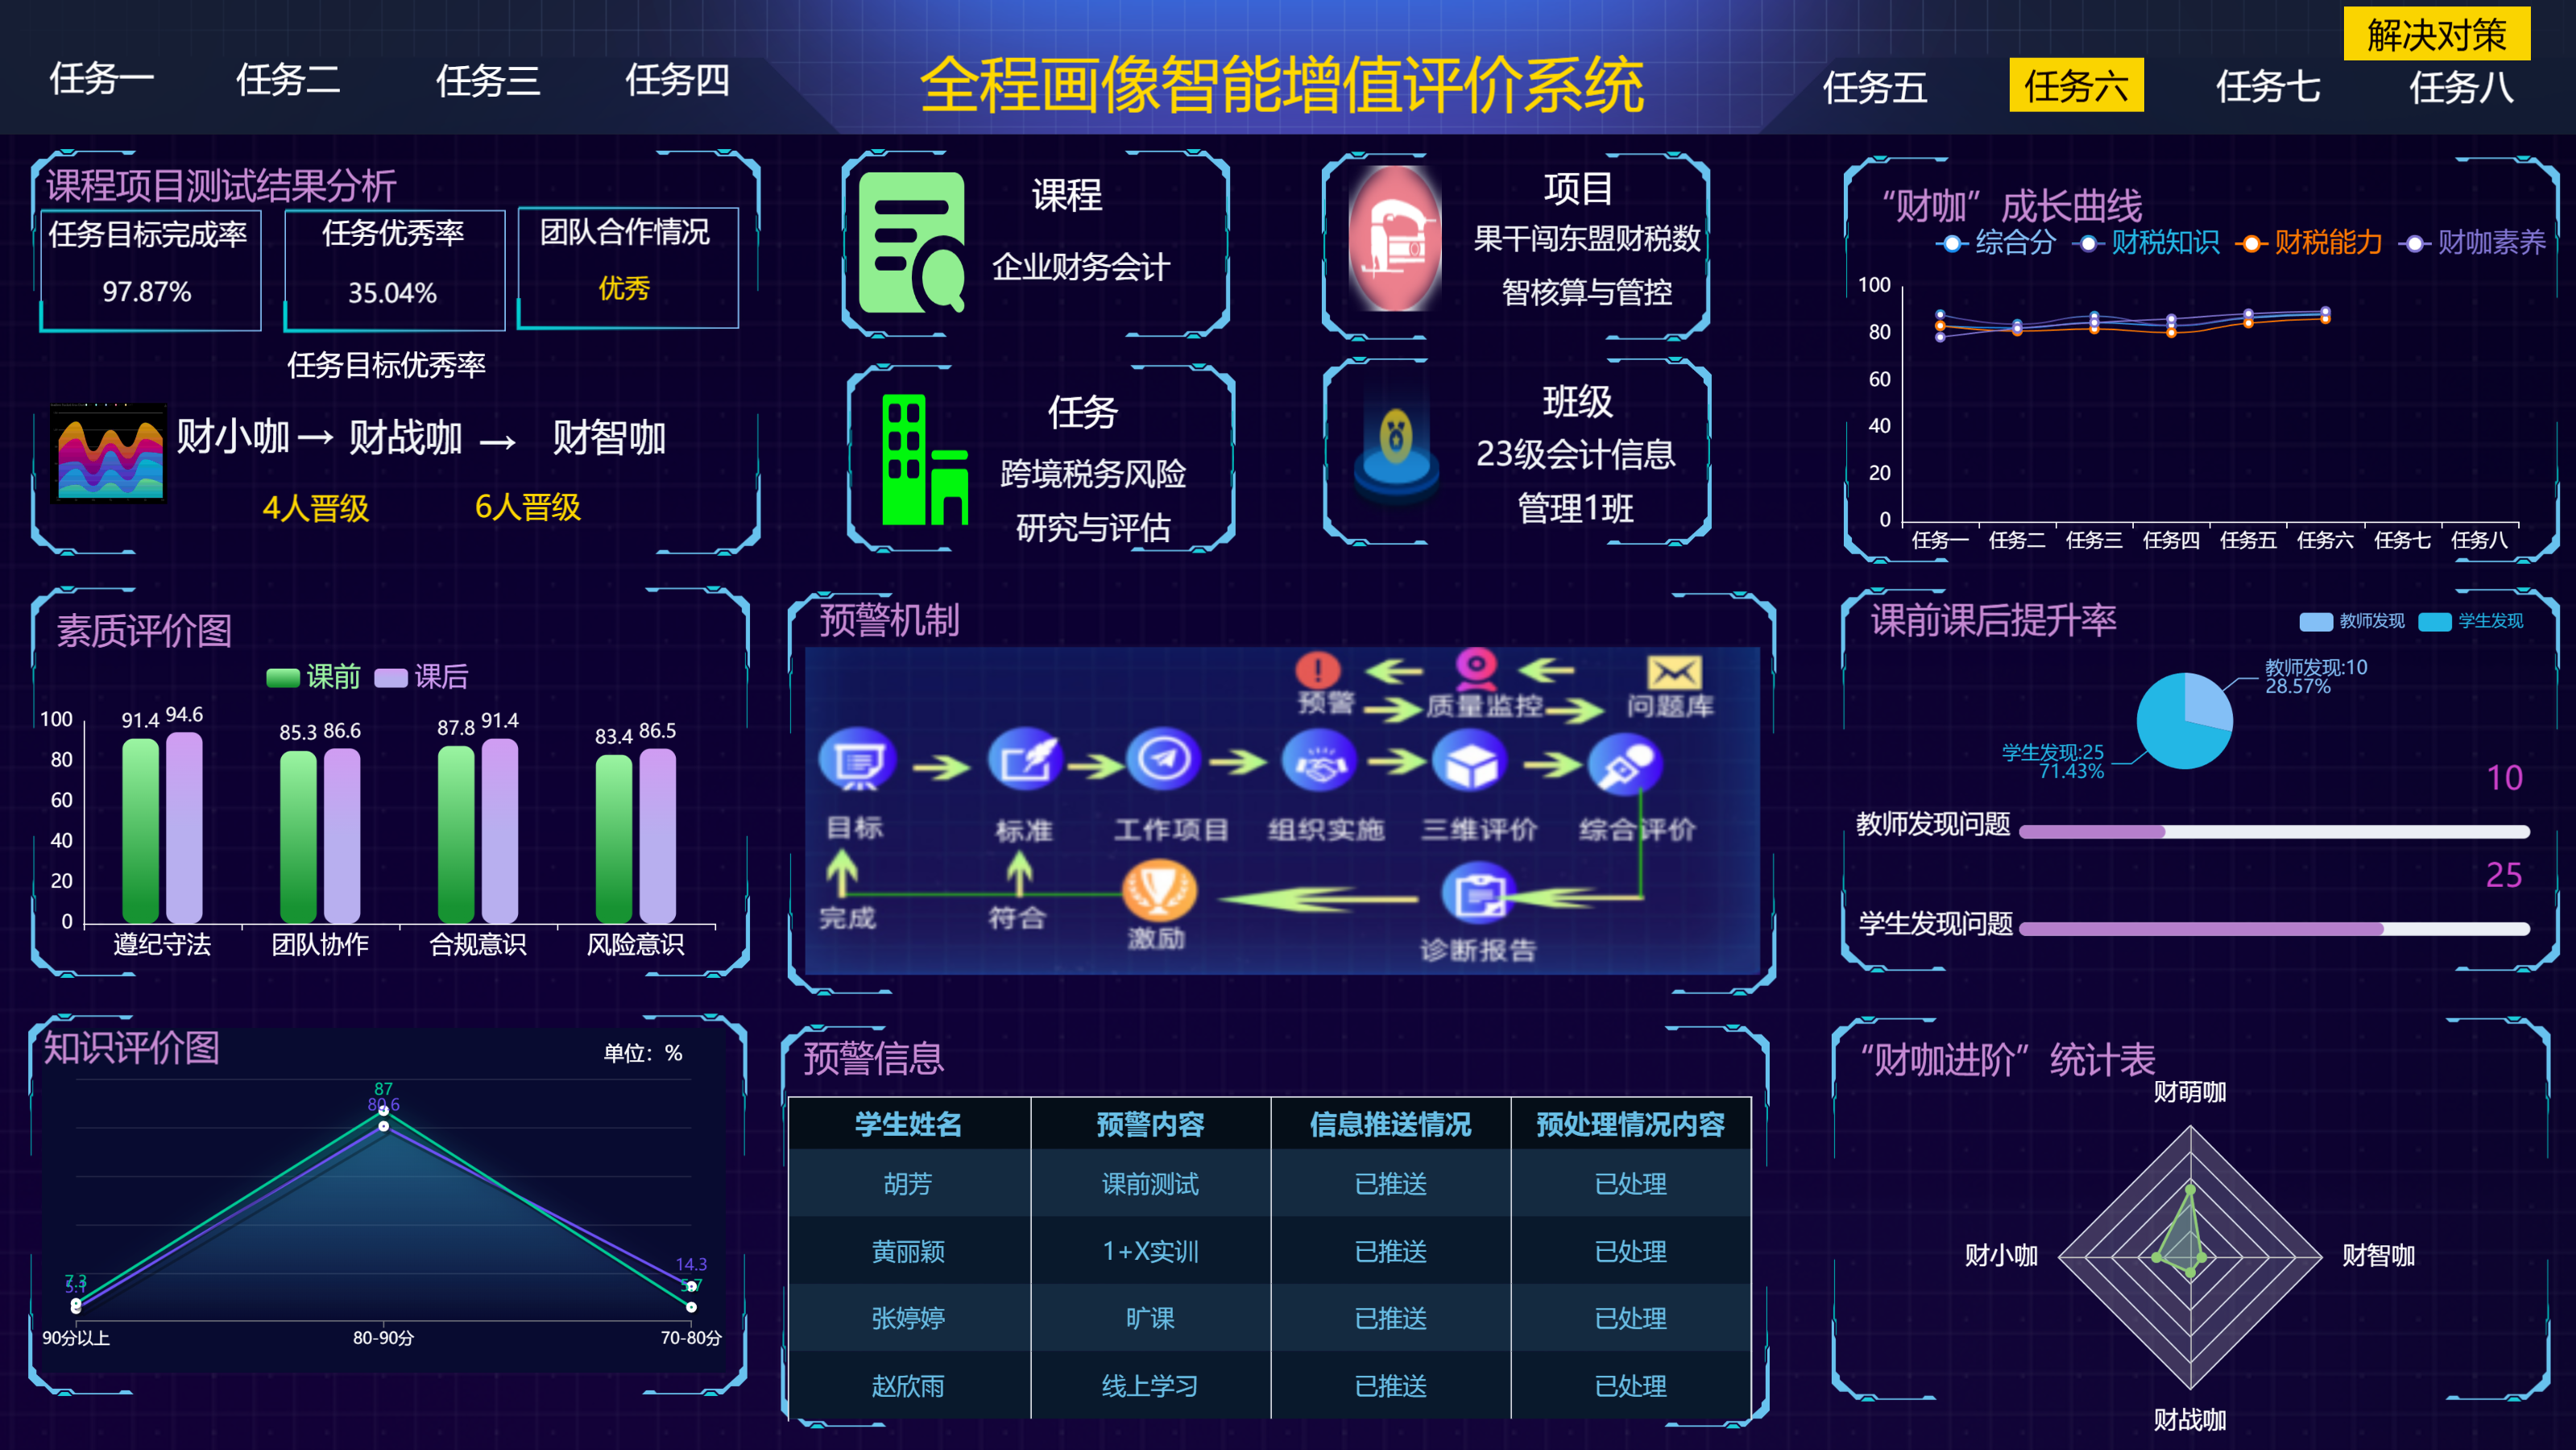 解决对策
任务一
任务二
任务三
任务四
全程画像智能增值评价系统
任务五
任务六
任务七
任务八
课程项目测试结果分析
任务目标完成率
97.87%
任务优秀率
35.04%
团队合作情况
优秀
任务目标优秀率
财小咖→ 财战咖 → 财智咖
4人晋级
6人晋级
课程
企业财务会计
项目
果干闯东盟财税数
智核算与管控
任务
跨境税务风险
研究与评估
班级
23级会计信息
管理1班
“财咖”成长曲线
综合分
财税知识
财税能力
财咖素养
100
80
60
40
20
0
任务一
任务二
任务三
任务四
任务五
任务六
任务七
任务八
素质评价图
课前
课后
100
80
60
40
20
0
91.4
94.6
85.3
86.6
87.8
91.4
83.4
86.5
遵纪守法
团队协作
合规意识
风险意识
预警机制
预警
质量监控
问题库
目标
标准
工作项目
组织实施
三维评价
综合评价
完成
符合
激励
诊断报告
课前课后提升率
教师发现
学生发现
教师发现:10
28.57%
学生发现:25
71.43%
10
教师发现问题
25
学生发现问题
知识评价图
单位：%
87
80.6
7.3
14.3
5.7
90分以上
80-90分
70-80分
预警信息
学生姓名
预警内容
信息推送情况
预处理情况内容
胡芳
课前测试
已推送
已处理
黄丽颖
1+X实训
已推送
已处理
张婷婷
旷课
已推送
已处理
赵欣雨
线上学习
已推送
已处理
“财咖进阶”统计表
财萌咖
财小咖
财智咖
财战咖